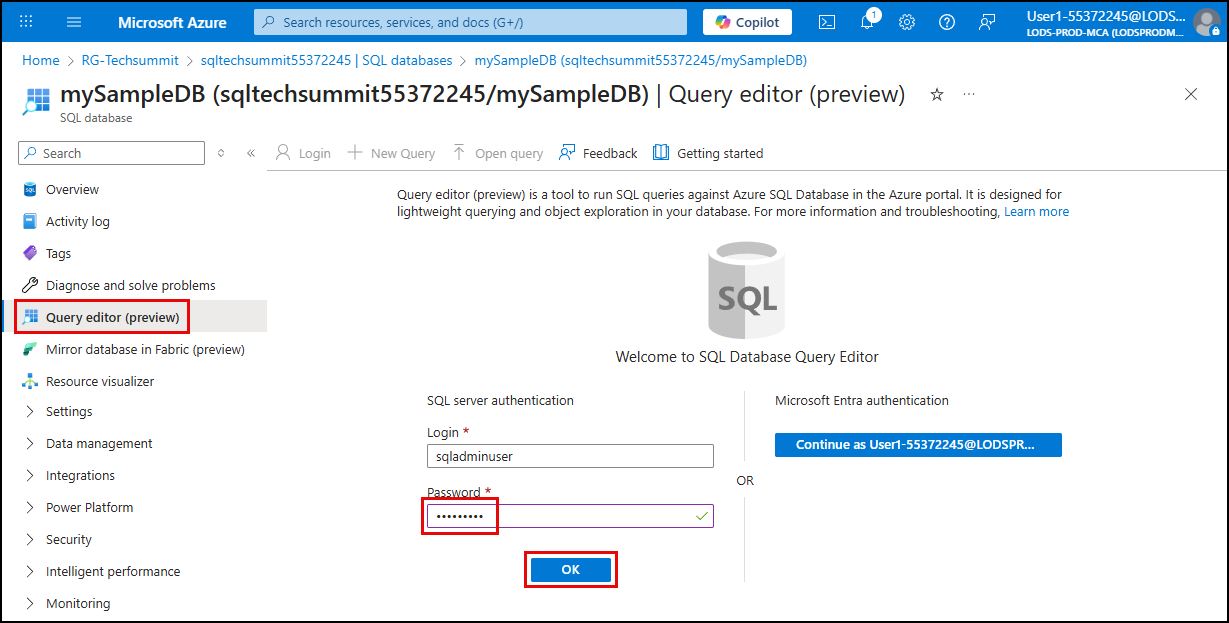 Microsoft Azure
Search resources, services, and docs (G+/)
Copilot
1
User1-55372245@LODS...
LODS-PROD-MCA (LODSPRODM...
Home > RG-Techsummit > sqltechsummit55372245 | SQL databases > mySampleDB (sqltechsummit55372245/mySampleDB)
mySampleDB (sqltechsummit55372245/mySampleDB) | Query editor (preview)
SQL database
Search
Login
New Query
Open query
Feedback
Getting started
Overview
Activity log
Tags
Diagnose and solve problems
Query editor (preview)
Mirror database in Fabric (preview)
Resource visualizer
Settings
Data management
Integrations
Power Platform
Security
Intelligent performance
Monitoring
Query editor (preview) is a tool to run SQL queries against Azure SQL Database in the Azure portal. It is designed for
lightweight querying and object exploration in your database. For more information and troubleshooting, Learn more
SQL
Welcome to SQL Database Query Editor
SQL server authentication
Login *
sqladminuser
Password *
•••••••••
OK
OR
Microsoft Entra authentication
Continue as User1-55372245@LODSPR...